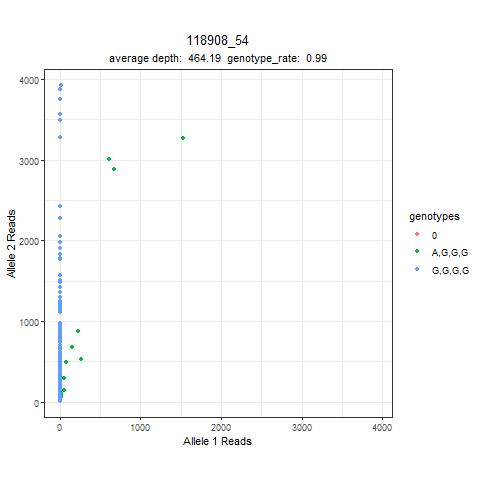 118908_54
average depth:  464.19  genotype_rate:  0.99
Allele 2 Reads
4000
3000
2000
1000
0
0
1000
2000
3000
4000
Allele 1 Reads
genotypes
0
A,G,G,G
G,G,G,G